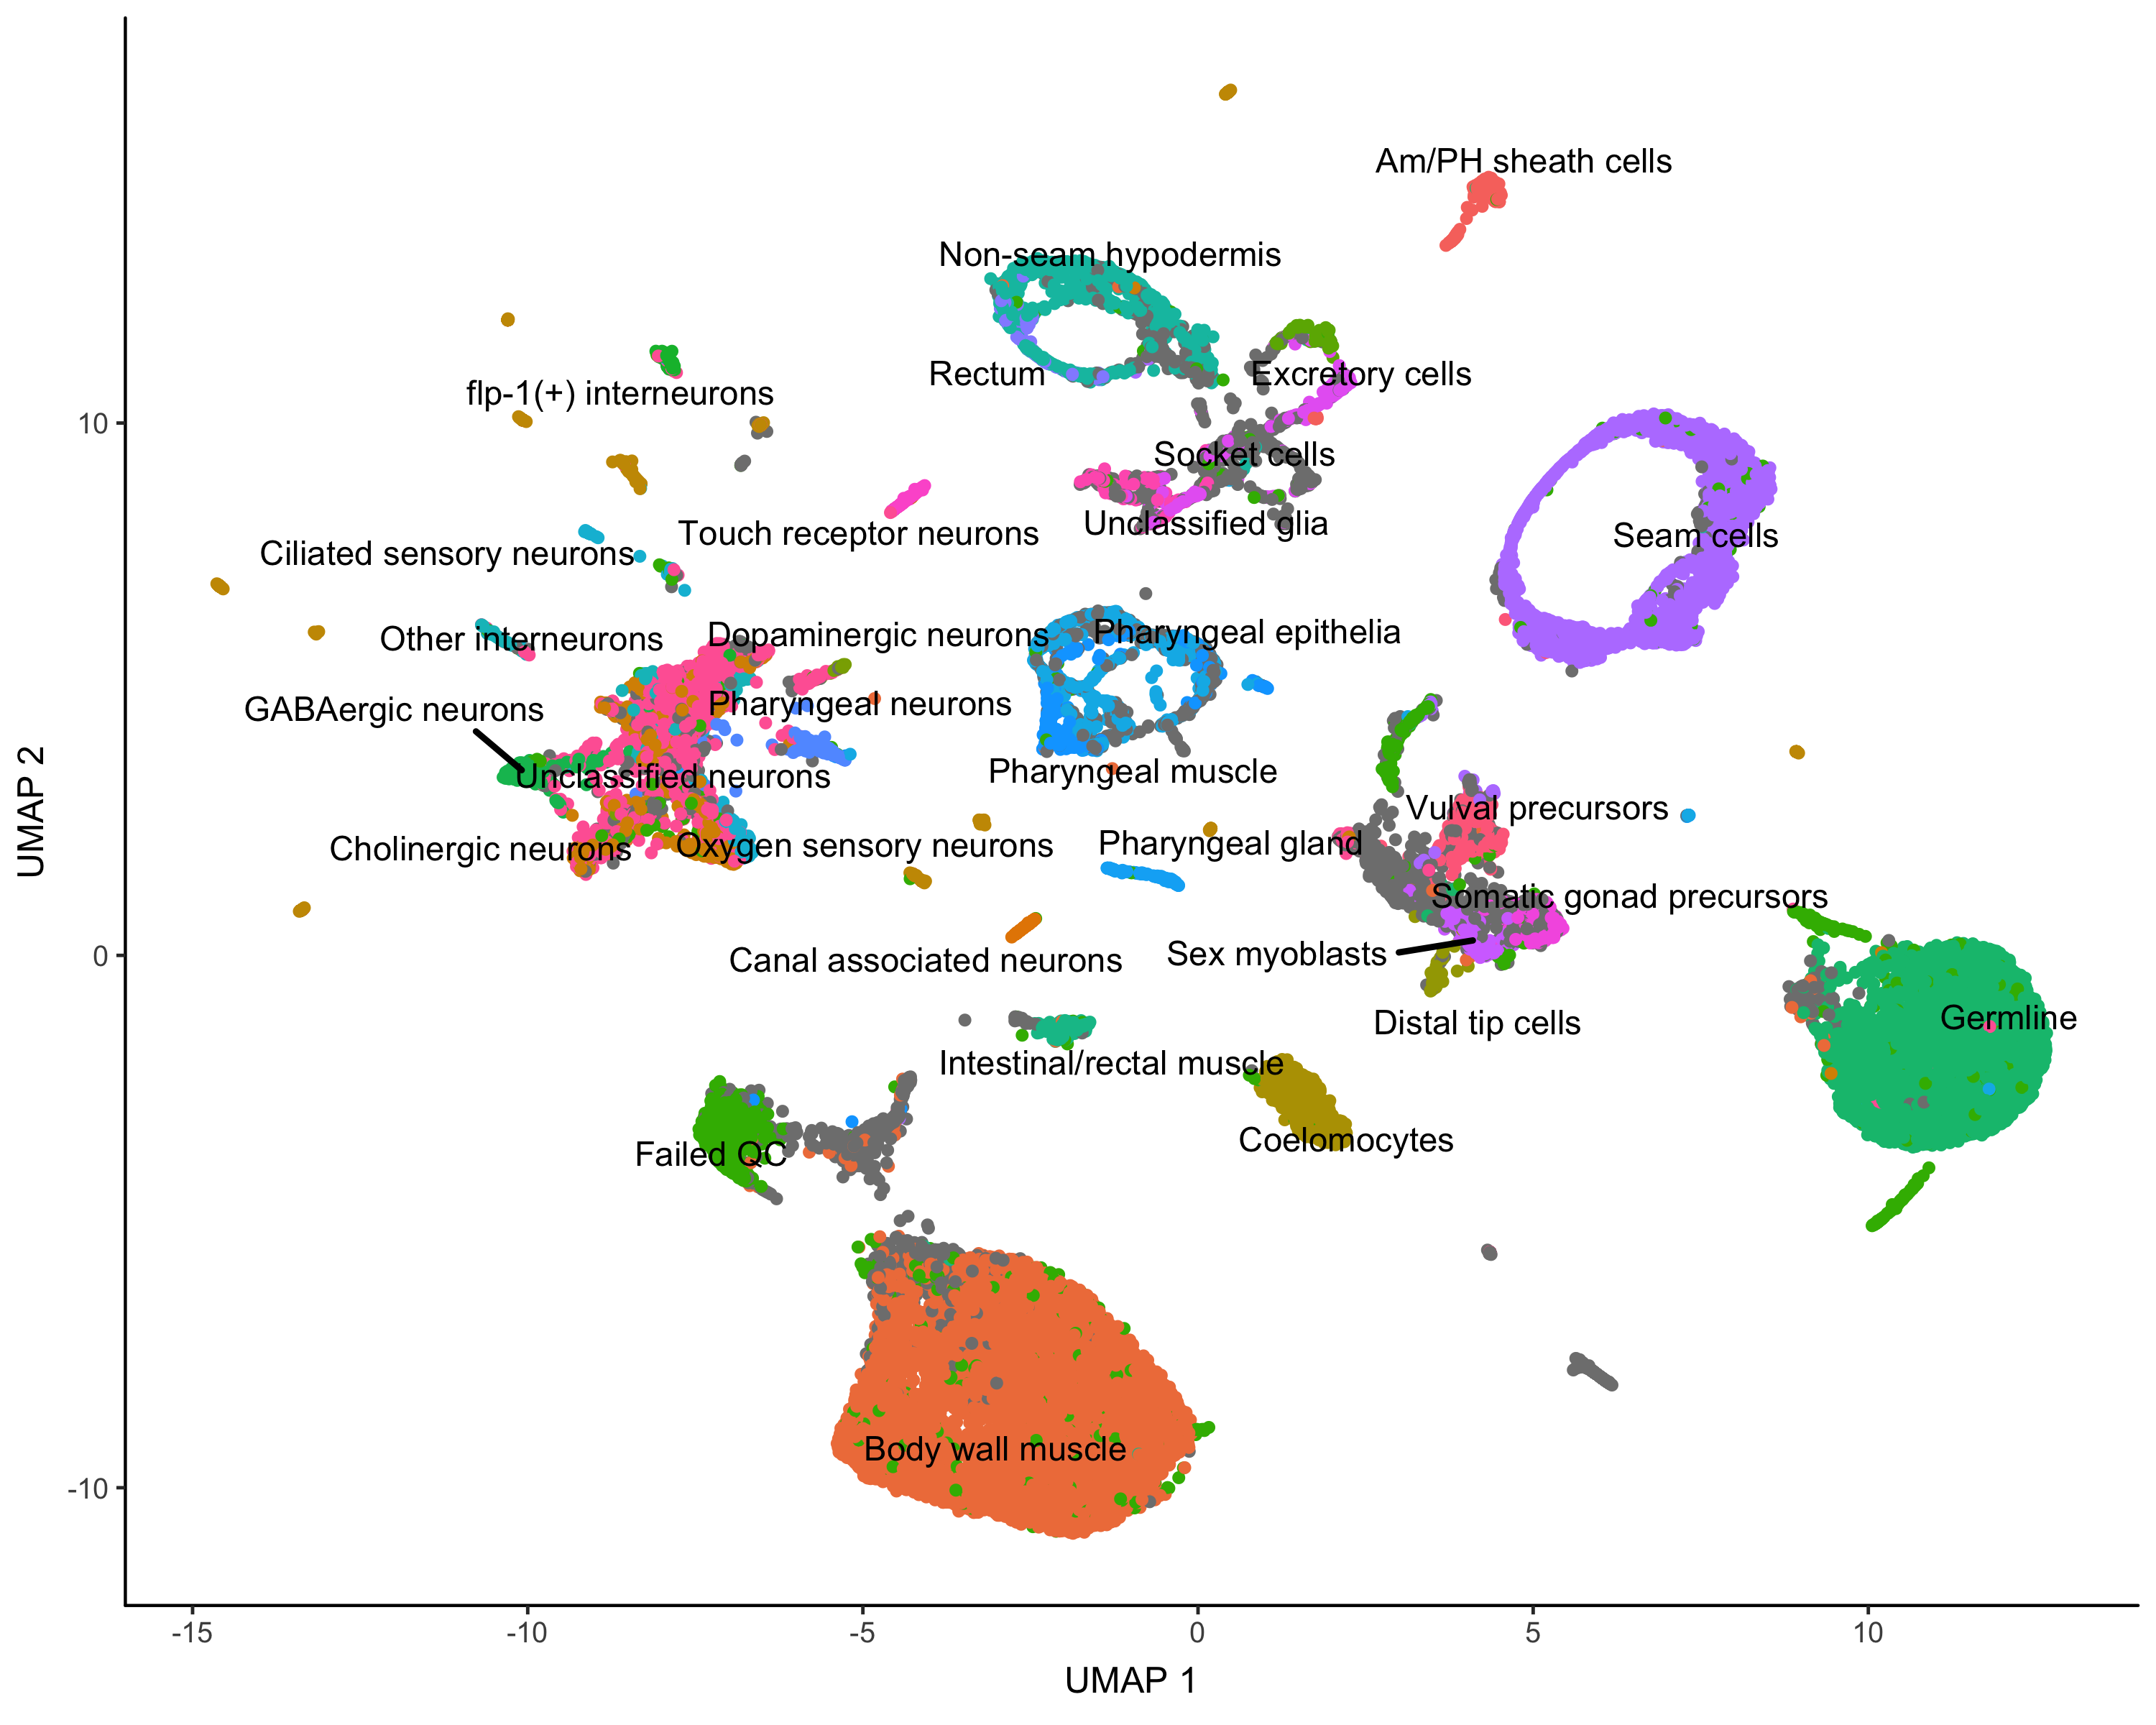 Am/PH sheath cells
Non-seam hypodermis
Rectum
Excretory cells
flp-1(+) interneurons
Socket cells
Unclassified glia
Touch receptor neurons
Seam cells
Ciliated sensory neurons
Other interneurons
Dopaminergic neurons
Pharyngeal epithelia
GABAergic neurons
Pharyngeal neurons
Unclassified neurons
Pharyngeal muscle
Vulval precursors
Cholinergic neurons
Oxygen sensory neurons
Pharyngeal gland
Somatic gonad precursors
Canal associated neurons
Sex myoblasts
Distal tip cells
Germline
Intestinal/rectal muscle
Failed QC
Coelomocytes
Body wall muscle
10
0
-10
UMAP 2
-15
-10
-5
0
5
10
UMAP 1